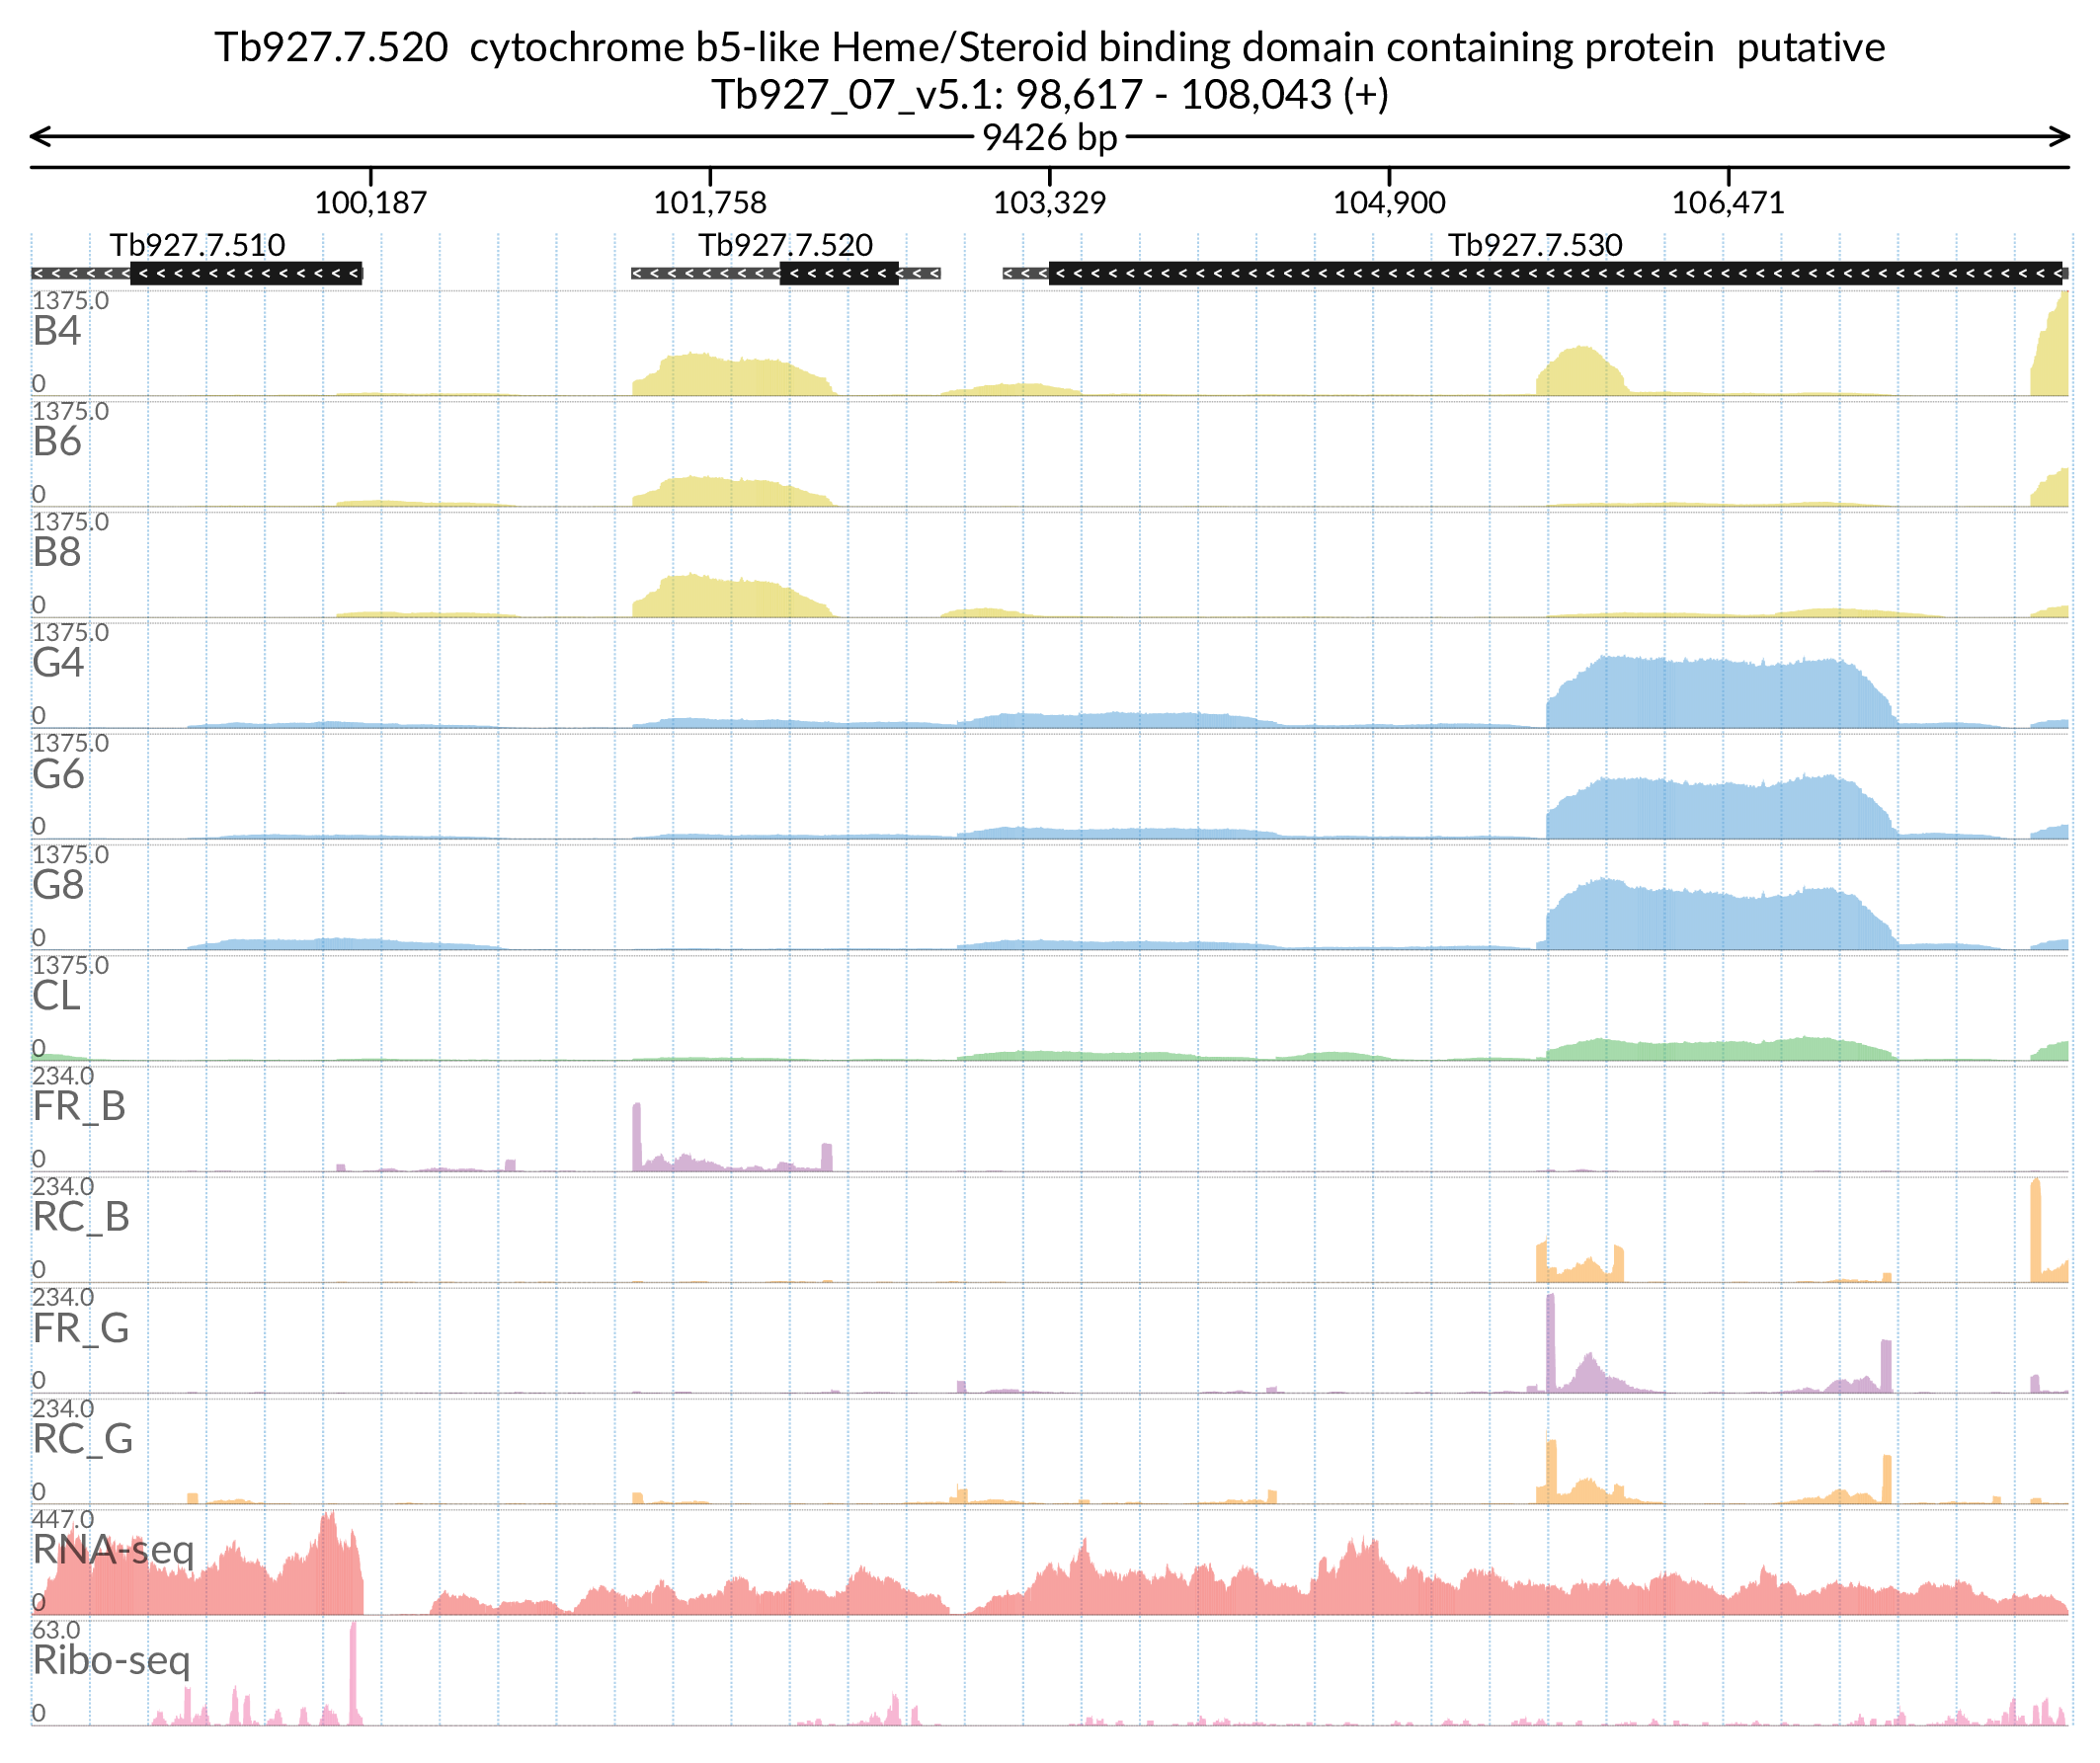 Tb927.7.520  cytochrome b5-like Heme/Steroid binding domain containing protein  putative
Tb927_07_v5.1: 98,617 - 108,043 (+)
9426 bp
100,187 101,758 103,329 104,900 106,471
Tb927.7.510 Tb927.7.520 Tb927.7.530
1375.0
B4
0
1375.0
B6
0
1375.0
B8
0
1375.0
G4
0
1375.0
G6
0
1375.0
G8
0
1375.0
CL
0
234.0
FR_B
0
234.0
RC_B
0
234.0
FR_G
0
234.0
RC_G
0
447.0
RNA-seq
0
63.0
Ribo-seq
0